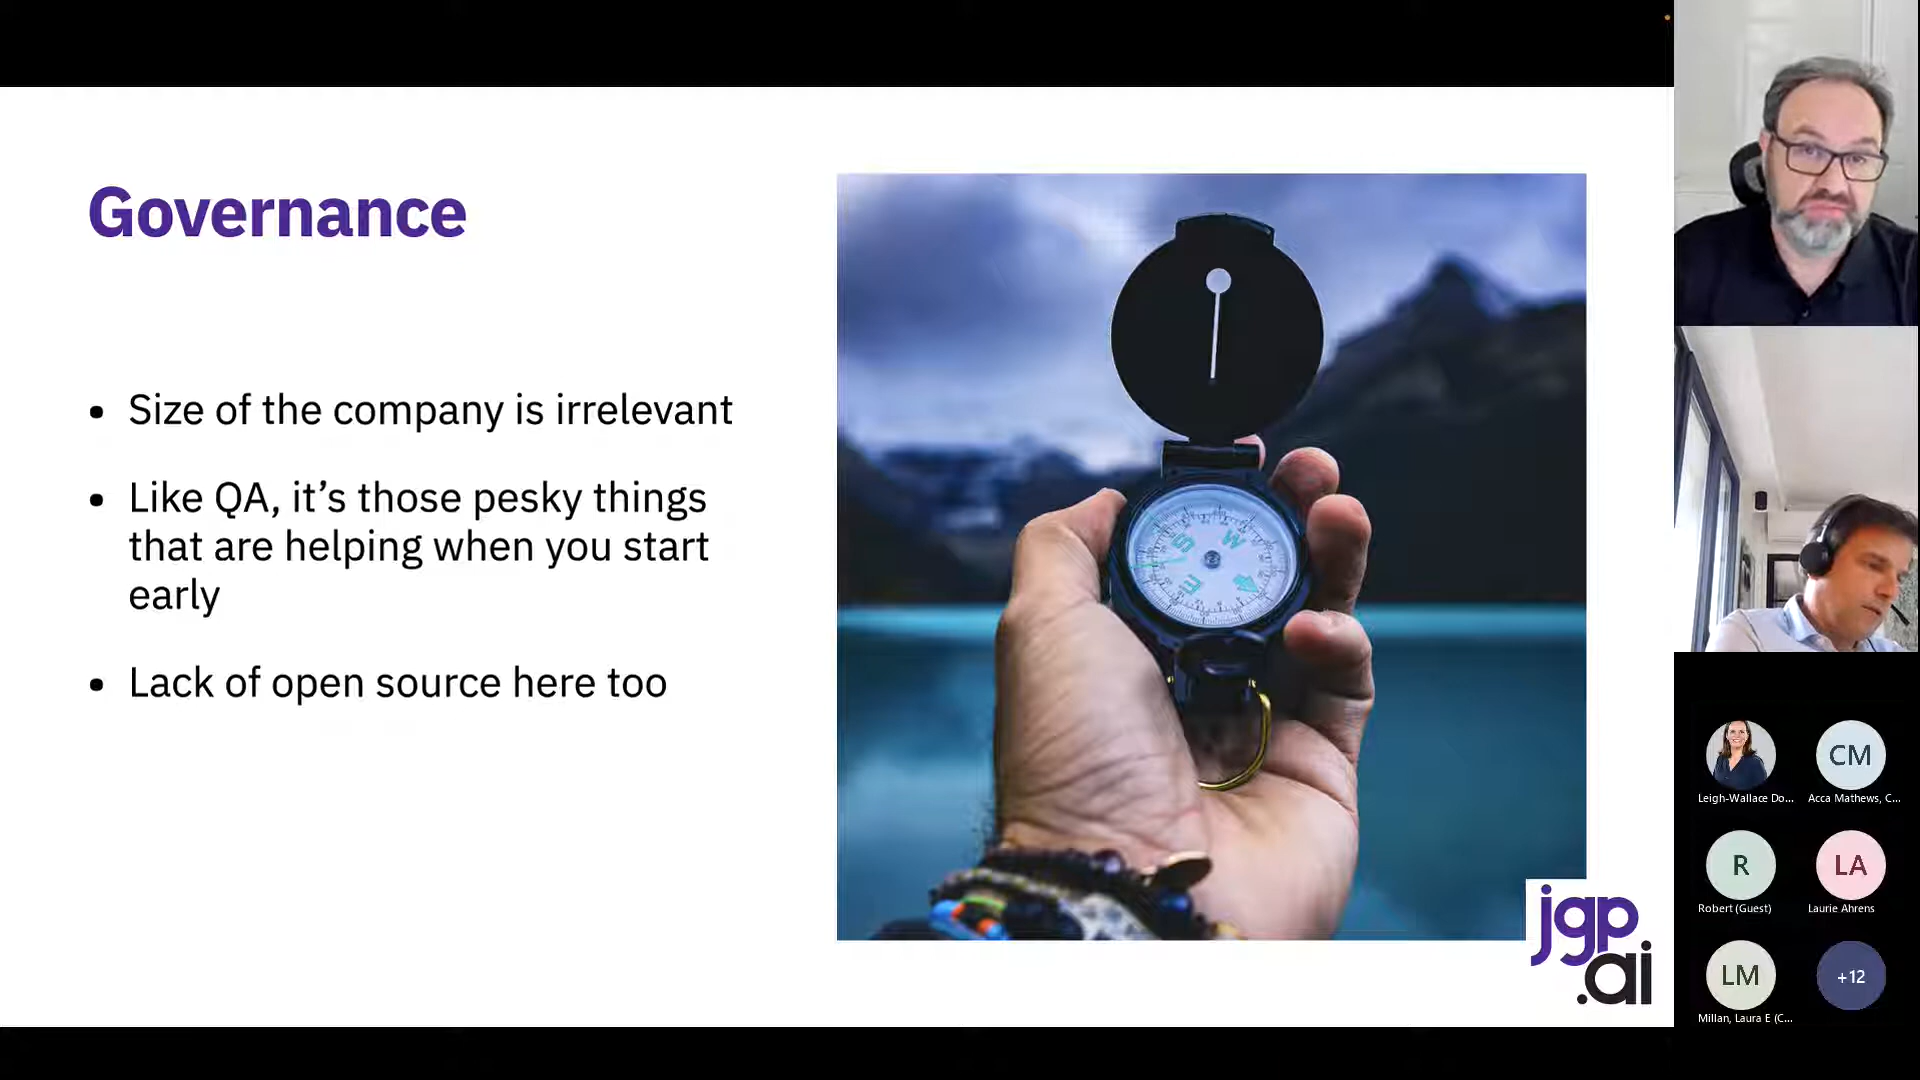 Governance
• Size of the company is irrelevant
• Like QA, it’s those pesky things
that are helping when you start
early
• Lack of open source here too
S W
E
jgp
.ai
Leigh-Wallace Do...
CM
Acca Mathews, C...
R
Robert (Guest)
LA
Laurie Ahrens
LM
Millan, Laura E (C...
+12